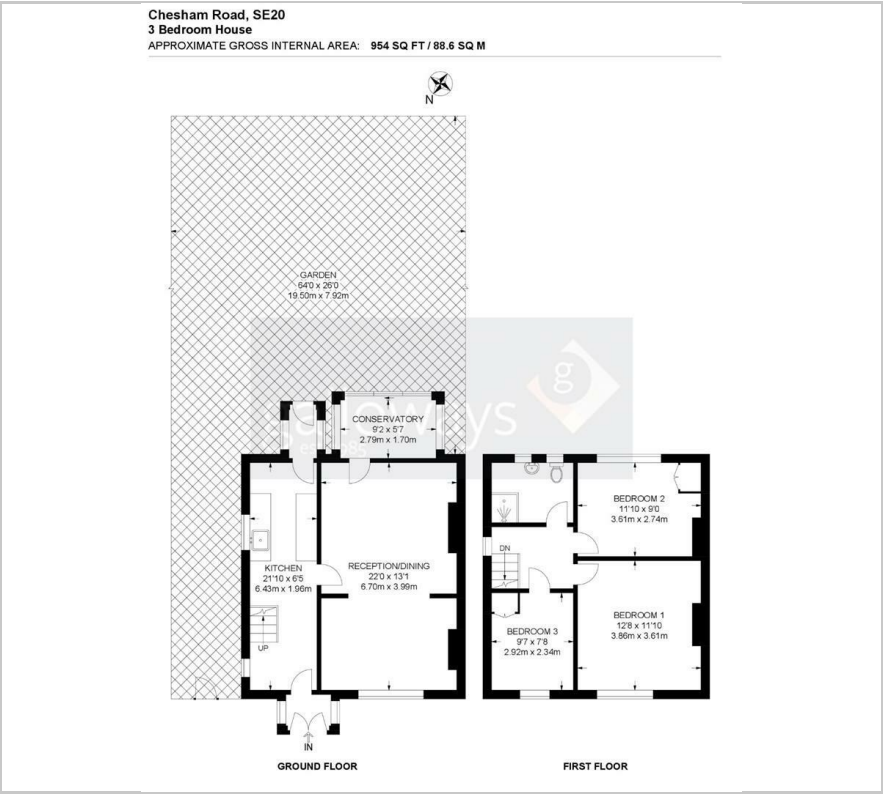 Chesham Road, SE20
3 Bedroom House
APPROXIMATE GROSS INTERNAL AREA: 954 SQ FT / 88.6 SQ M
N
GARDEN
64'0 x 26'0
19.50m x 7.92m
g
galloways
CONSERVATORY
9'2 x 5'7
2.79m x 1.70m
KITCHEN
21'10 x 6'5
6.43m x 1.96m
UP
RECEPTION/DINING
22'0 x 13'1
6.70m x 3.99m
IN
GROUND FLOOR
BEDROOM 2
11'10 x 9'0
3.61m x 2.74m
DN
BEDROOM 1
12'8 x 11'10
3.86m x 3.61m
BEDROOM 3
9'7 x 7'8
2.92m x 2.34m
FIRST FLOOR